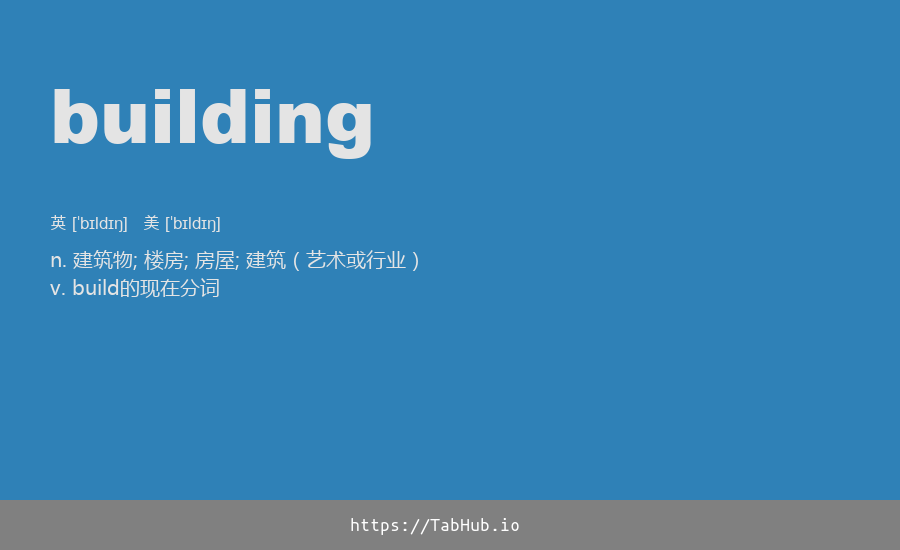 building
英 [ˈbɪldɪŋ] 美 [ˈbɪldɪŋ]
n. 建筑物; 楼房; 房屋; 建筑（艺术或行业）
v. build的现在分词
https://TabHub.io